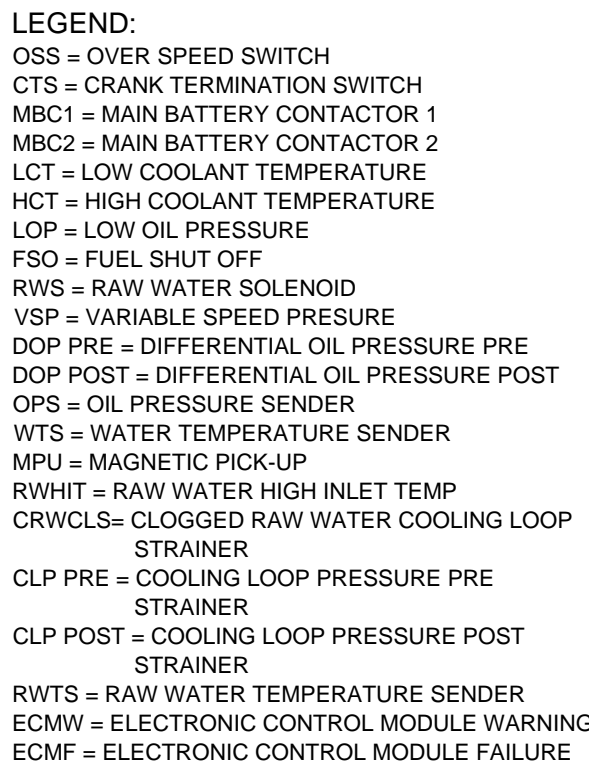 LEGEND:
OSS = OVER SPEED SWITCH
CTS = CRANK TERMINATION SWITCH
MBC1 = MAIN BATTERY CONTACTOR 1
MBC2 = MAIN BATTERY CONTACTOR 2
LCT = LOW COOLANT TEMPERATURE
HCT = HIGH COOLANT TEMPERATURE
LOP = LOW OIL PRESSURE
FSO = FUEL SHUT OFF
RWS = RAW WATER SOLENOID
VSP = VARIABLE SPEED PRESURE
DOP PRE = DIFFERENTIAL OIL PRESSURE PRE
DOP POST = DIFFERENTIAL OIL PRESSURE POST
OPS = OIL PRESSURE SENDER
WTS = WATER TEMPERATURE SENDER
MPU = MAGNETIC PICK-UP
RWHIT = RAW WATER HIGH INLET TEMP
CRWCLS= CLOGGED RAW WATER COOLING LOOP
STRAINER
CLP PRE = COOLING LOOP PRESSURE PRE
STRAINER
CLP POST = COOLING LOOP PRESSURE POST
STRAINER
RWTS = RAW WATER TEMPERATURE SENDER
ECMW = ELECTRONIC CONTROL MODULE WARNING
ECMF = ELECTRONIC CONTROL MODULE FAILURE